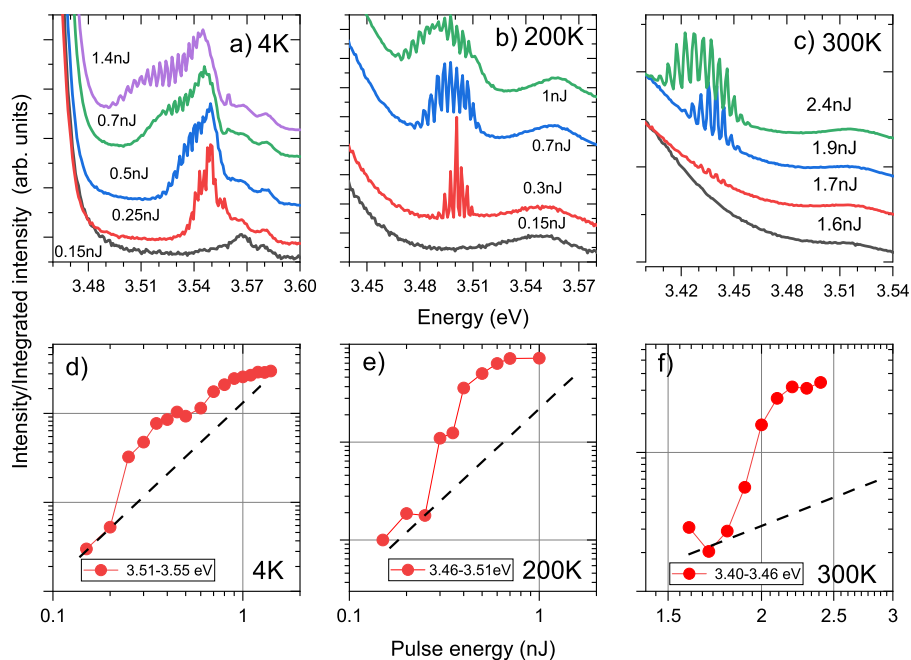 Intensity/Integrated intensity (arb. units)
a) 4K
1.4nJ
0.7nJ
0.5nJ
0.25nJ
0.15nJ
3.48 3.51 3.54 3.57 3.60
b) 200K
1nJ
0.7nJ
0.3nJ
0.15nJ
3.45 3.48 3.51 3.55 3.58
c) 300K
2.4nJ
1.9nJ
1.7nJ
1.6nJ
3.42 3.45 3.48 3.51 3.54
Energy (eV)
d)
3.51-3.55 eV
4K
0.1 1
e)
3.46-3.51eV
200K
0.1 1
f)
3.40-3.46 eV
300K
1.5 2 3
Pulse energy (nJ)